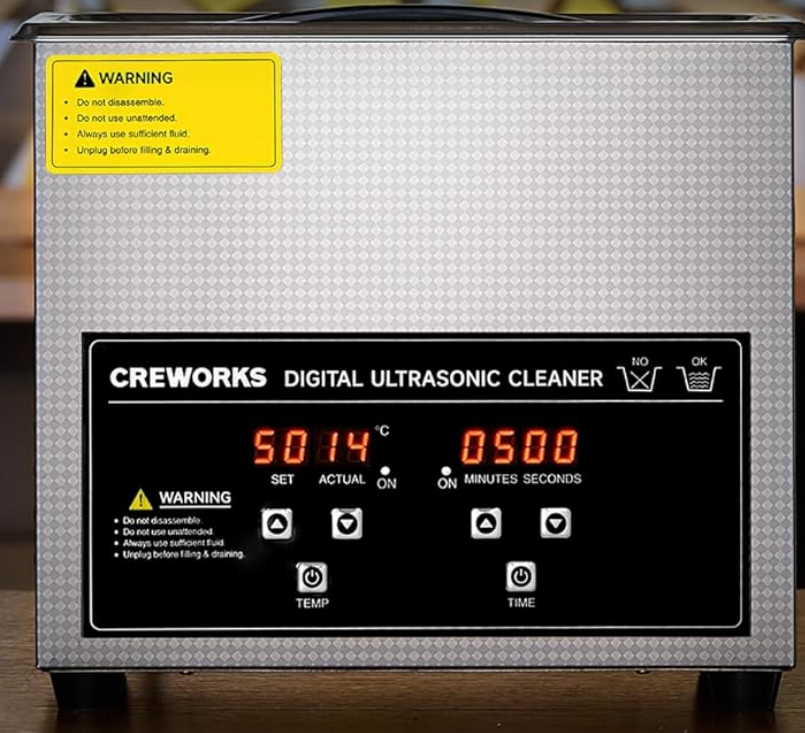 WARNING
• Do not disassemble.
• Do not use unattended.
• Always use sufficient fluid.
• Unplug before filling & draining.
CREWORKS DIGITAL ULTRASONIC CLEANER
NO
OK
5014 °C
0500
SET ACTUAL ON
ON MINUTES SECONDS
WARNING
• Do not disassemble.
• Do not use unattended.
• Always use sufficient fluid.
• Unplug before filling & draining.
TEMP
TIME